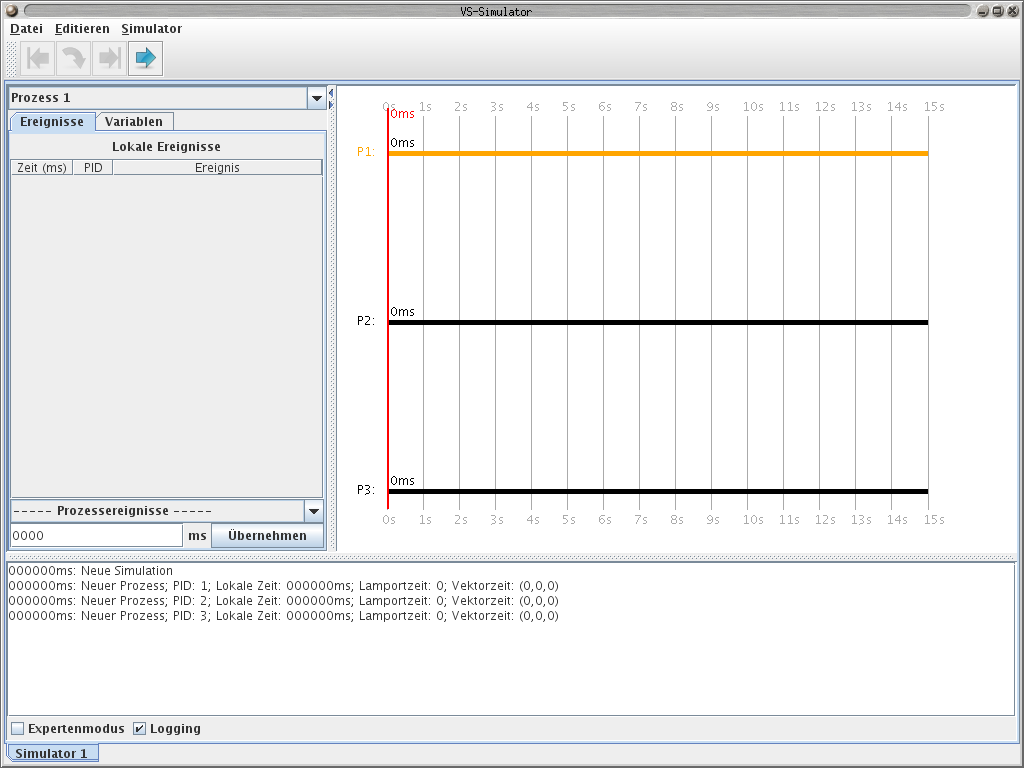 VS-Simulator
Datei Editieren Simulator
Prozess 1
Ereignisse Variablen
Lokale Ereignisse
Zeit (ms) PID Ereignis
----- Prozessereignisse -----
0000 ms Übernehmen
0s 1s 2s 3s 4s 5s 6s 7s 8s 9s 10s 11s 12s 13s 14s 15s
0ms
0ms
P1:
0ms
P2:
0ms
P3:
0s 1s 2s 3s 4s 5s 6s 7s 8s 9s 10s 11s 12s 13s 14s 15s
000000ms: Neue Simulation
000000ms: Neuer Prozess; PID: 1; Lokale Zeit: 000000ms; Lamportzeit: 0; Vektorzeit: (0,0,0)
000000ms: Neuer Prozess; PID: 2; Lokale Zeit: 000000ms; Lamportzeit: 0; Vektorzeit: (0,0,0)
000000ms: Neuer Prozess; PID: 3; Lokale Zeit: 000000ms; Lamportzeit: 0; Vektorzeit: (0,0,0)
Expertenmodus Logging
Simulator 1